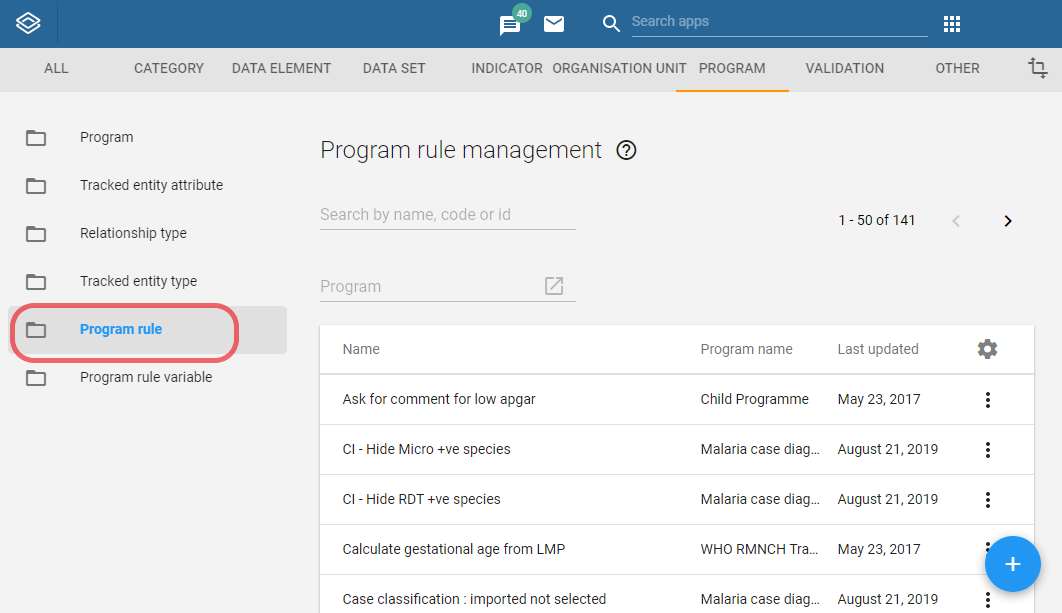 40
Search apps
ALL CATEGORY DATA ELEMENT DATA SET INDICATOR ORGANISATION UNIT PROGRAM VALIDATION OTHER
Program
Tracked entity attribute
Relationship type
Tracked entity type
Program rule
Program rule variable
Program rule management
Search by name, code or id
1 - 50 of 141
Program
Name Program name Last updated
Ask for comment for low apgar Child Programme May 23, 2017
CI - Hide Micro +ve species Malaria case diag... August 21, 2019
CI - Hide RDT +ve species Malaria case diag... August 21, 2019
Calculate gestational age from LMP WHO RMNCH Tra... May 23, 2017
Case classification : imported not selected Malaria case diag... August 21, 2019